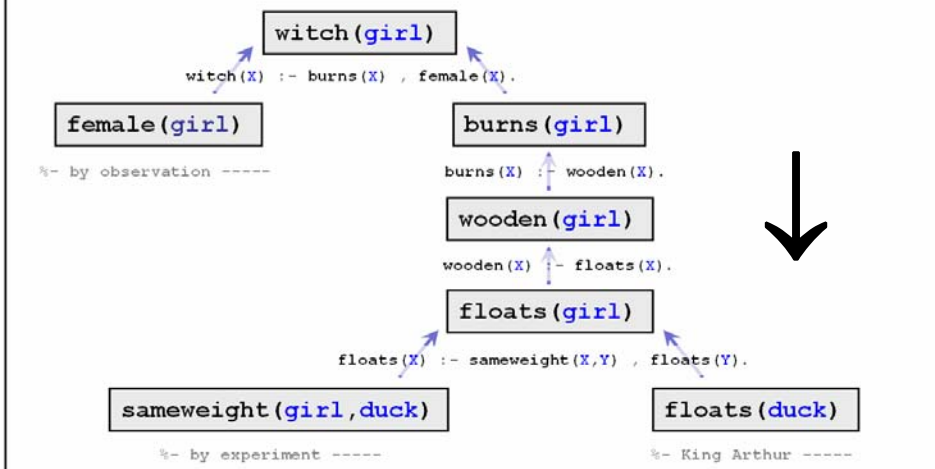 witch(girl)
witch(X) :- burns(X) , female(X).
female(girl)
burns(girl)
%- by observation -----
burns(X) :- wooden(X).
wooden(girl)
wooden(X) :- floats(X).
floats(girl)
floats(X) :- sameweight(X,Y) , floats(Y).
sameweight(girl,duck)
floats(duck)
%- by experiment -----
%- King Arthur -----